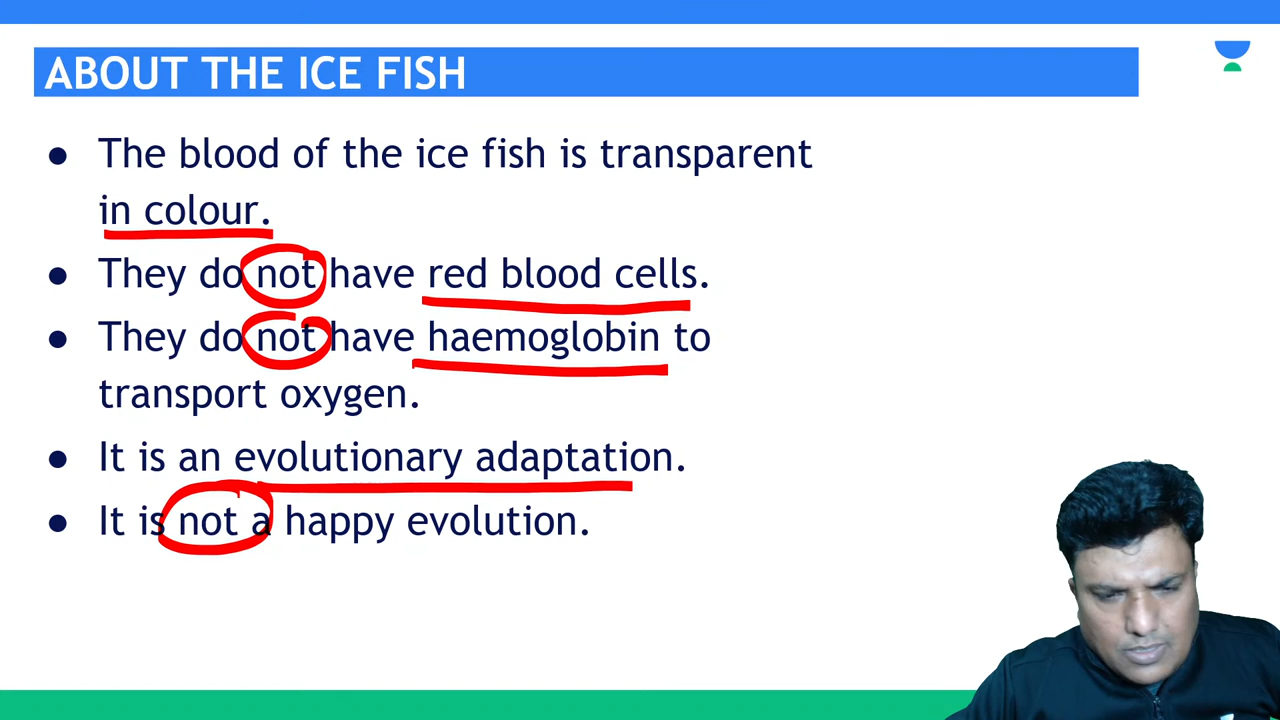 ABOUT THE ICE FISH
● The blood of the ice fish is transparent
in colour.
● They do not have red blood cells.
● They do not have haemoglobin to
transport oxygen.
● It is an evolutionary adaptation.
● It is not a happy evolution.